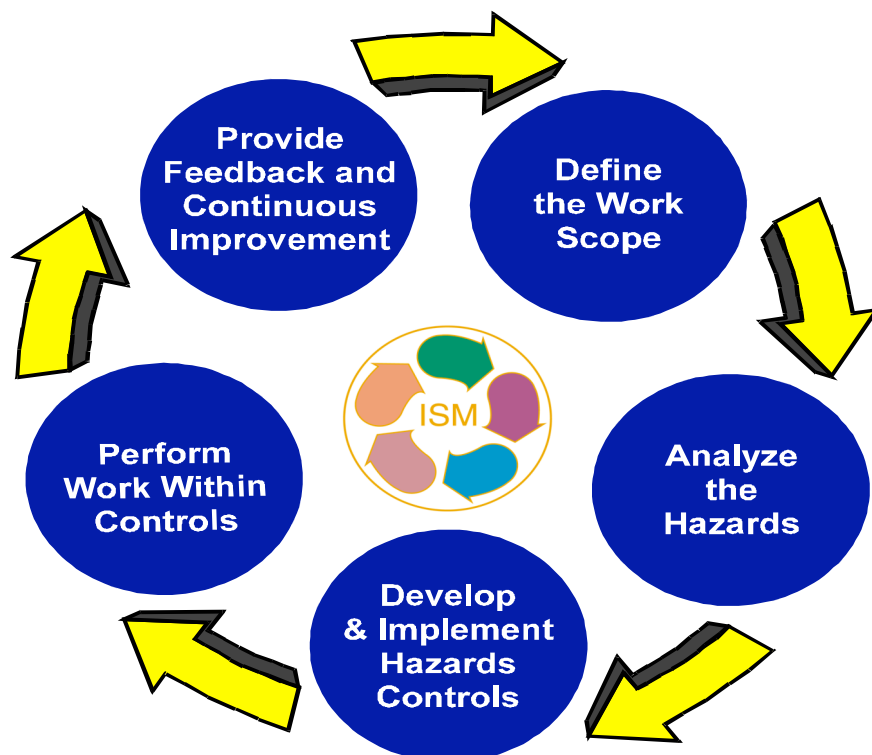 Provide
Feedback and
Continuous
Improvement
Define
the Work
Scope
ISM
Perform
Work Within
Controls
Analyze
the
Hazards
Develop
& Implement
Hazards
Controls